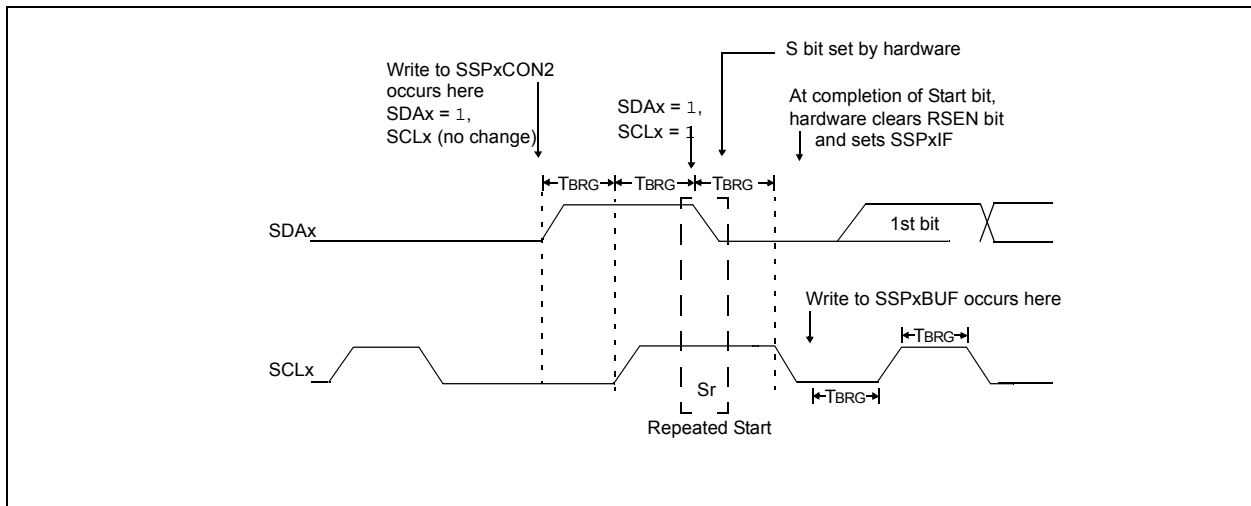 S bit set by hardware
Write to SSPxCON2
occurs here
SDAx = 1,
SCLx (no change)
SDAx = 1,
SCLx = 1
At completion of Start bit,
hardware clears RSEN bit
and sets SSPxIF
TBRG TBRG TBRG
SDAx
1st bit
Write to SSPxBUF occurs here
TBRG
SCLx
Sr
TBRG
Repeated Start